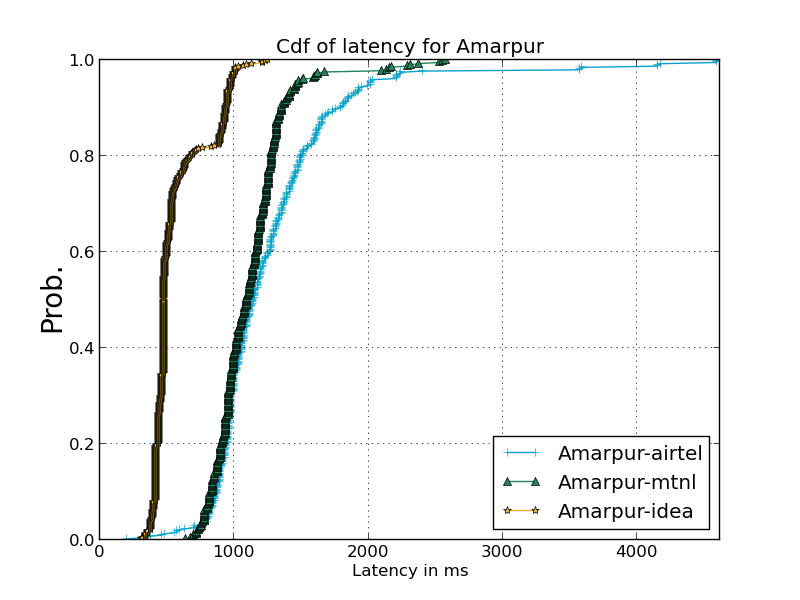 Cdf of latency for Amarpur
1.0
0.8
0.6
0.4
0.2
0.0
Prob.
Amarpur-airtel
Amarpur-mtnl
Amarpur-idea
0 1000 2000 3000 4000
Latency in ms